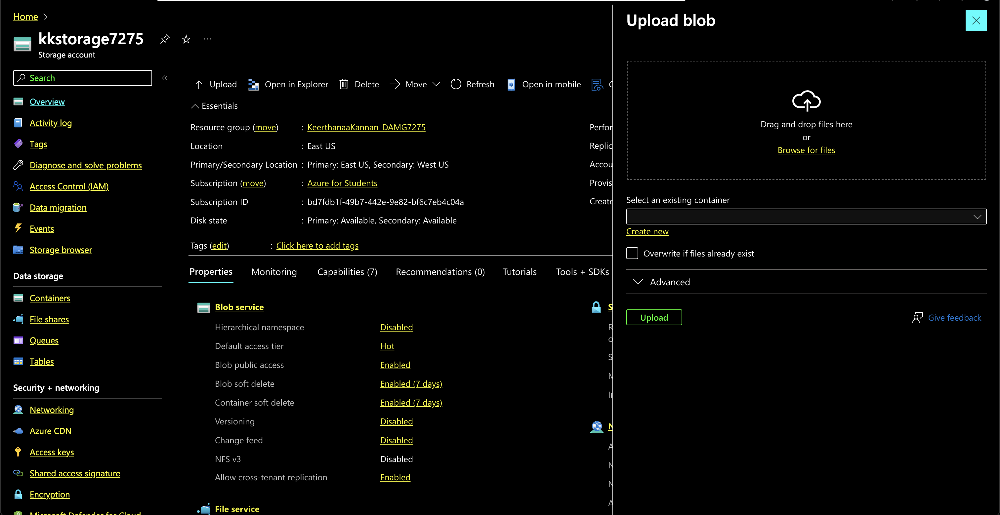 Home
kkstorage7275
Storage account
Search
Overview
Activity log
Tags
Diagnose and solve problems
Access Control (IAM)
Data migration
Events
Storage browser
Data storage
Containers
File shares
Queues
Tables
Security + networking
Networking
Azure CDN
Access keys
Shared access signature
Encryption
Microsoft Defender for Cloud
Upload Open in Explorer Delete Move Refresh Open in mobile
Essentials
Resource group (move) : KeerthanaaKannan_DAMG7275
Location : East US
Primary/Secondary Location : Primary: East US, Secondary: West US
Subscription (move) : Azure for Students
Subscription ID : bd7fdb1f-49b7-442e-9e82-bf6c7eb4c04a
Disk state : Primary: Available, Secondary: Available
Tags (edit) : Click here to add tags
Perfor
Replic
Accou
Provis
Create
Properties Monitoring Capabilities (7) Recommendations (0) Tutorials Tools + SDKs
Blob service
Hierarchical namespace Disabled
Default access tier Hot
Blob public access Enabled
Blob soft delete Enabled (7 days)
Container soft delete Enabled (7 days)
Versioning Disabled
Change feed Disabled
NFS v3 Disabled
Allow cross-tenant replication Enabled
File service
Upload blob
Drag and drop files here
or
Browse for files
Select an existing container
Create new
Overwrite if files already exist
Advanced
Upload
Give feedback